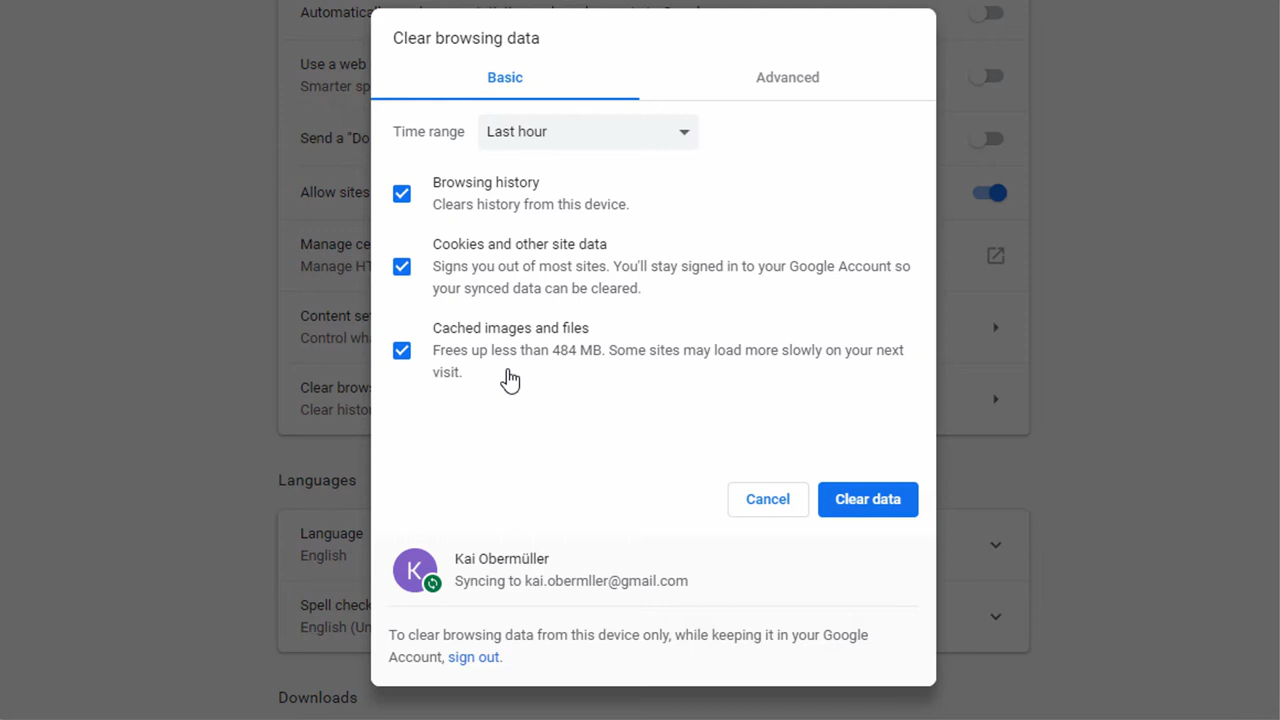 Automatically
Clear browsing data
Use a web
Smarter sp
Basic
Advanced
Time range
Last hour
Send a "Do
Browsing history
Clears history from this device.
Allow sites
Cookies and other site data
Signs you out of most sites. You'll stay signed in to your Google Account so
your synced data can be cleared.
Manage ce
Manage HT
Content se
Control wha
Cached images and files
Frees up less than 484 MB. Some sites may load more slowly on your next
visit.
Clear brow
Clear histo
Cancel
Clear data
Languages
Language
English
K
Kai Obermüller
Syncing to kai.obermller@gmail.com
Spell check
English (Un
To clear browsing data from this device only, while keeping it in your Google
Account, sign out.
Downloads